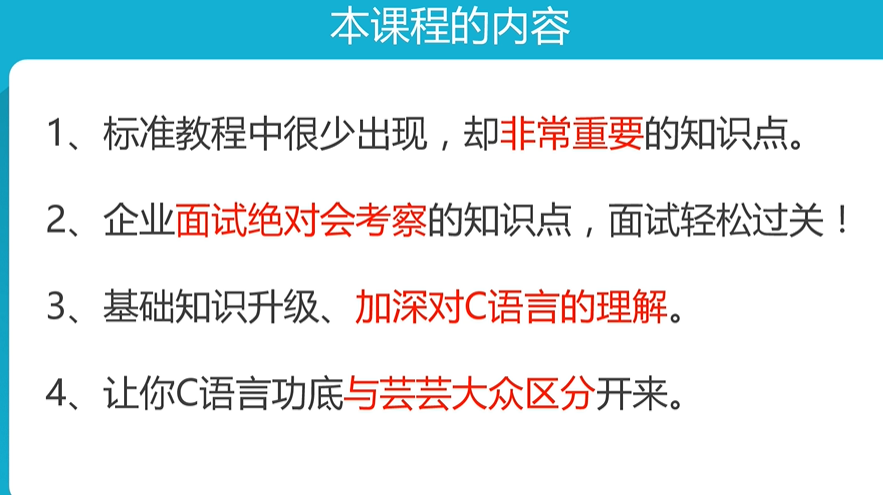 本课程的内容
1、标准教程中很少出现，却非常重要的知识点。
2、企业面试绝对会考察的知识点，面试轻松过关！
3、基础知识升级、加深对C语言的理解。
4、让你C语言功底与芸芸大众区分开来。